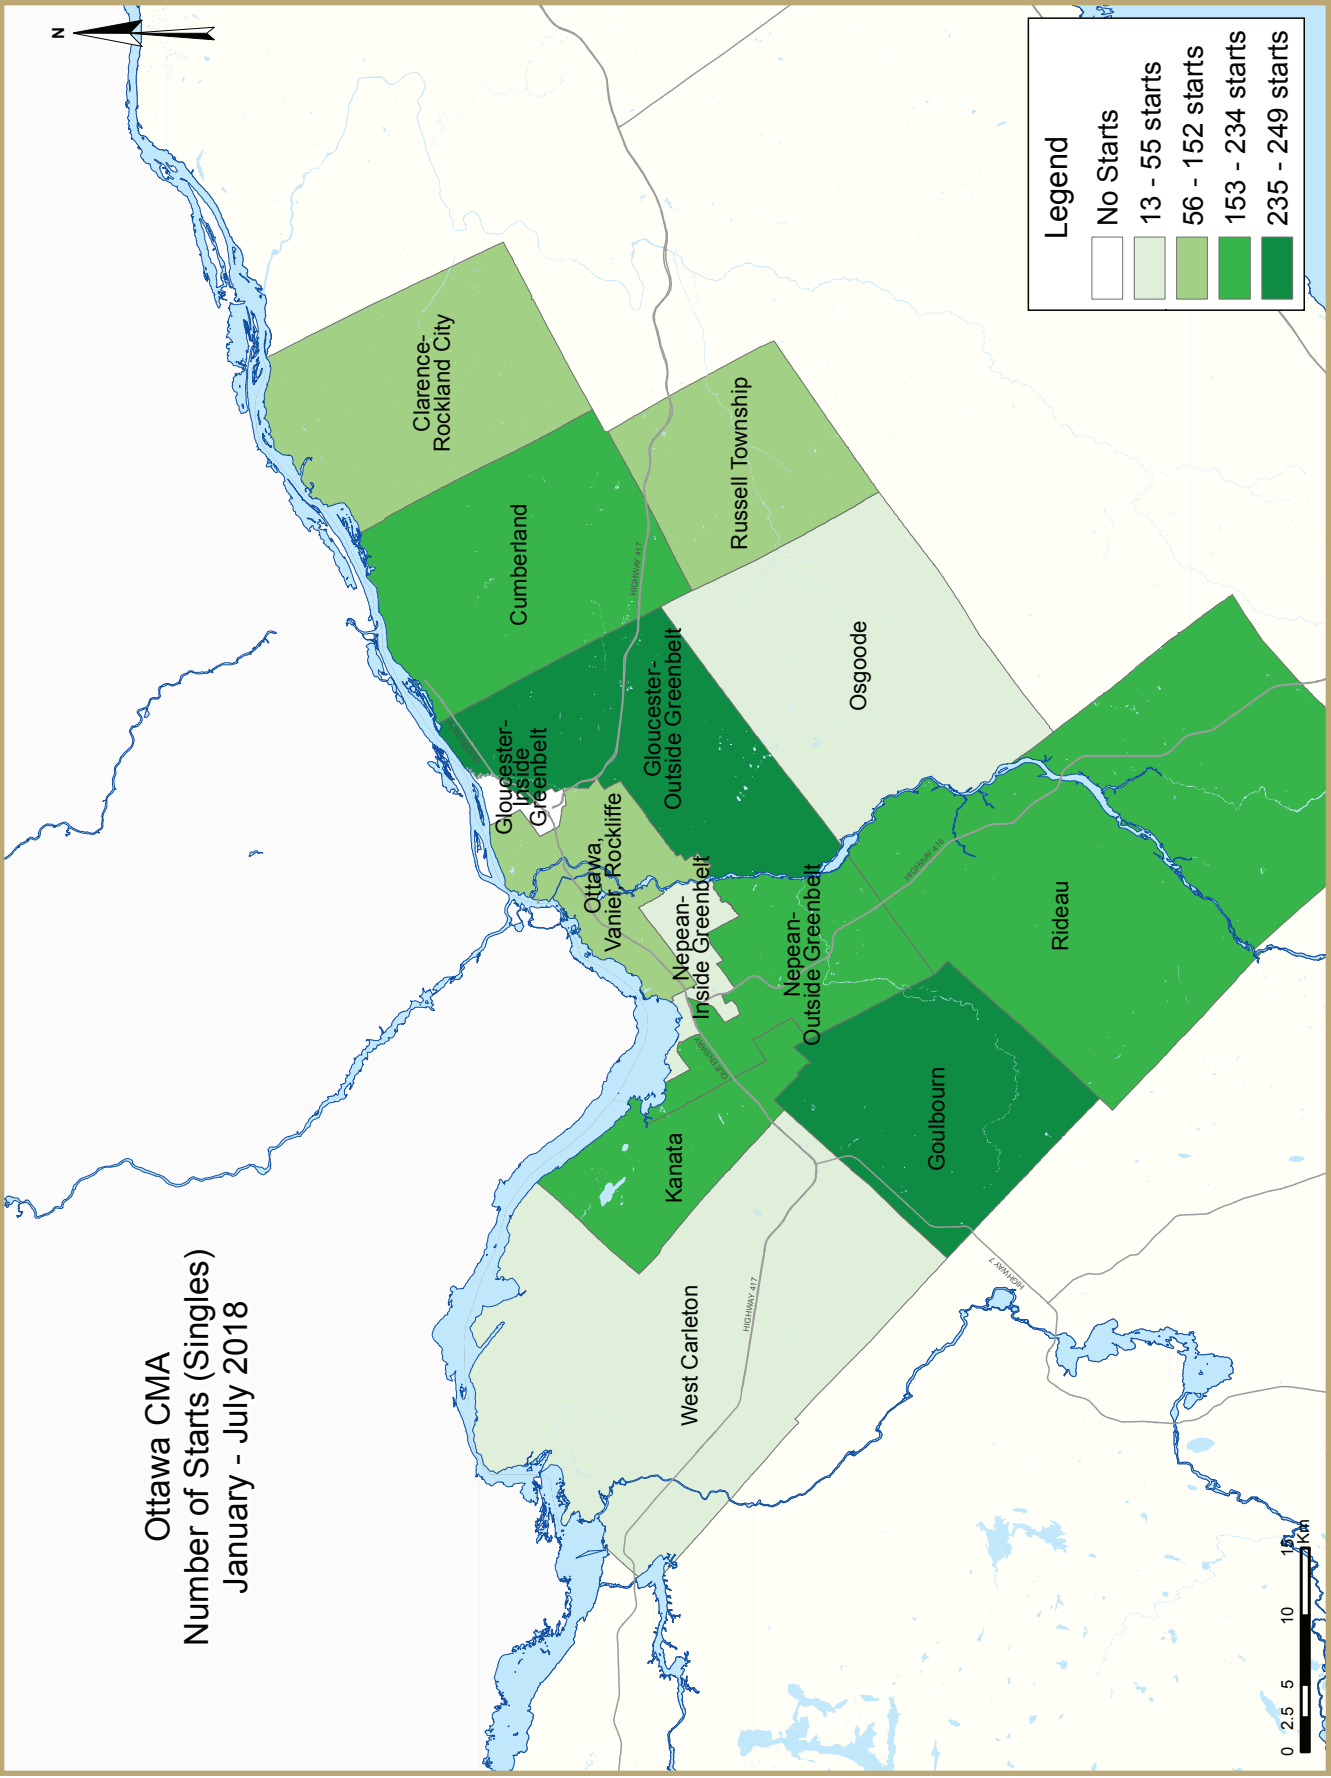 Ottawa CMA
Number of Starts (Singles)
January - July 2018
N
Clarence-
Rockland City
Cumberland
Russell Township
HIGHWAY 417
Gloucester-
Inside
Greenbelt
Gloucester-
Outside Greenbelt
Osgoode
Ottawa,
Vanier, Rockliffe
Nepean-
Inside Greenbelt
Nepean-
Outside Greenbelt
HIGHWAY 416
Rideau
QUEENSWAY
Kanata
Goulbourn
West Carleton
HIGHWAY 417
HIGHWAY 7
Legend
No Starts
13 - 55 starts
56 - 152 starts
153 - 234 starts
235 - 249 starts
0 2.5 5 10 15
Km